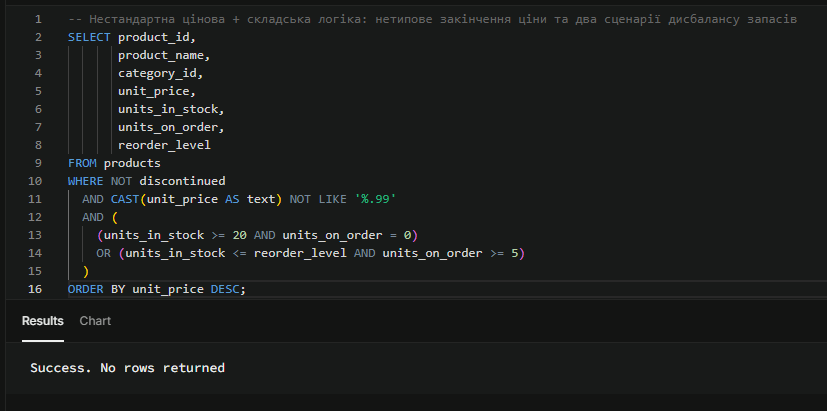 1 -- Нестандартна цінова + складська логіка: нетипове закінчення ціни та два сценарії дисбалансу запасів
2 SELECT product_id,
3 product_name,
4 category_id,
5 unit_price,
6 units_in_stock,
7 units_on_order,
8 reorder_level
9 FROM products
10 WHERE NOT discontinued
11 AND CAST(unit_price AS text) NOT LIKE '%.99'
12 AND (
13 (units_in_stock >= 20 AND units_on_order = 0)
14 OR (units_in_stock <= reorder_level AND units_on_order >= 5)
15 )
16 ORDER BY unit_price DESC;
Results Chart
Success. No rows returned